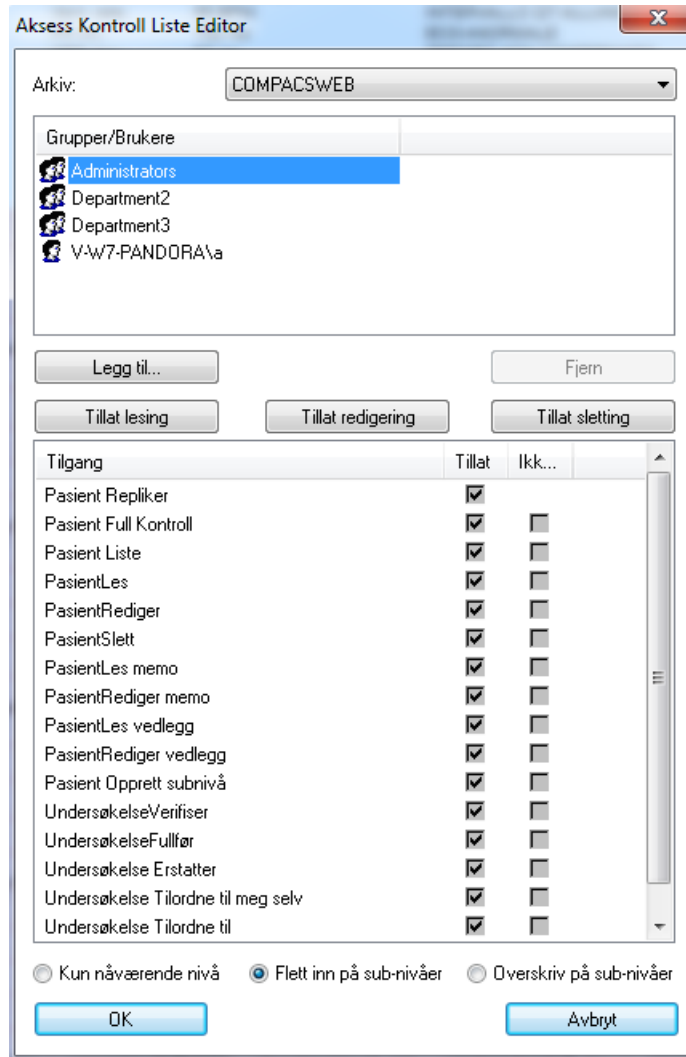 Aksess Kontroll Liste Editor
Arkiv: COMPACSWEB
Grupper/Brukere
Administrators
Department2
Department3
V-W7-PANDORA\a
Legg til... Fjern
Tillat lesing Tillat redigering Tillat sletting
Tilgang Tillat Ikk...
Pasient Repliker
Pasient Full Kontroll
Pasient Liste
PasientLes
PasientRediger
PasientSlett
PasientLes memo
PasientRediger memo
PasientLes vedlegg
PasientRediger vedlegg
Pasient Opprett subnivå
UndersøkelseVerifiser
UndersøkelseFullfør
Undersøkelse Erstatter
Undersøkelse Tilordne til meg selv
Undersøkelse Tilordne til
Kun nåværende nivå Flett inn på sub-nivåer Overskriv på sub-nivåer
OK Avbryt